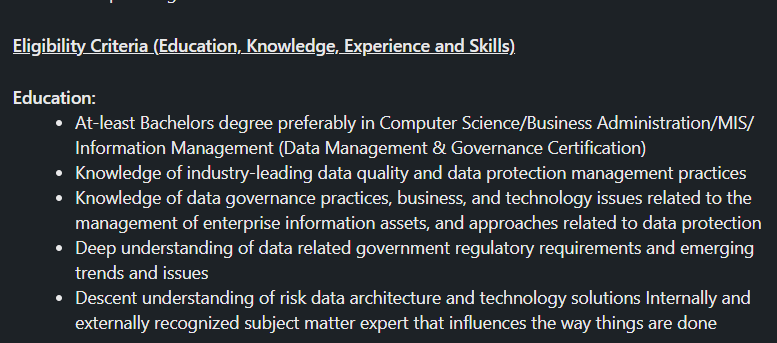 Eligibility Criteria (Education, Knowledge, Experience and Skills)
Education:
• At-least Bachelors degree preferably in Computer Science/Business Administration/MIS/
Information Management (Data Management & Governance Certification)
• Knowledge of industry-leading data quality and data protection management practices
• Knowledge of data governance practices, business, and technology issues related to the
management of enterprise information assets, and approaches related to data protection
• Deep understanding of data related government regulatory requirements and emerging
trends and issues
• Descent understanding of risk data architecture and technology solutions Internally and
externally recognized subject matter expert that influences the way things are done